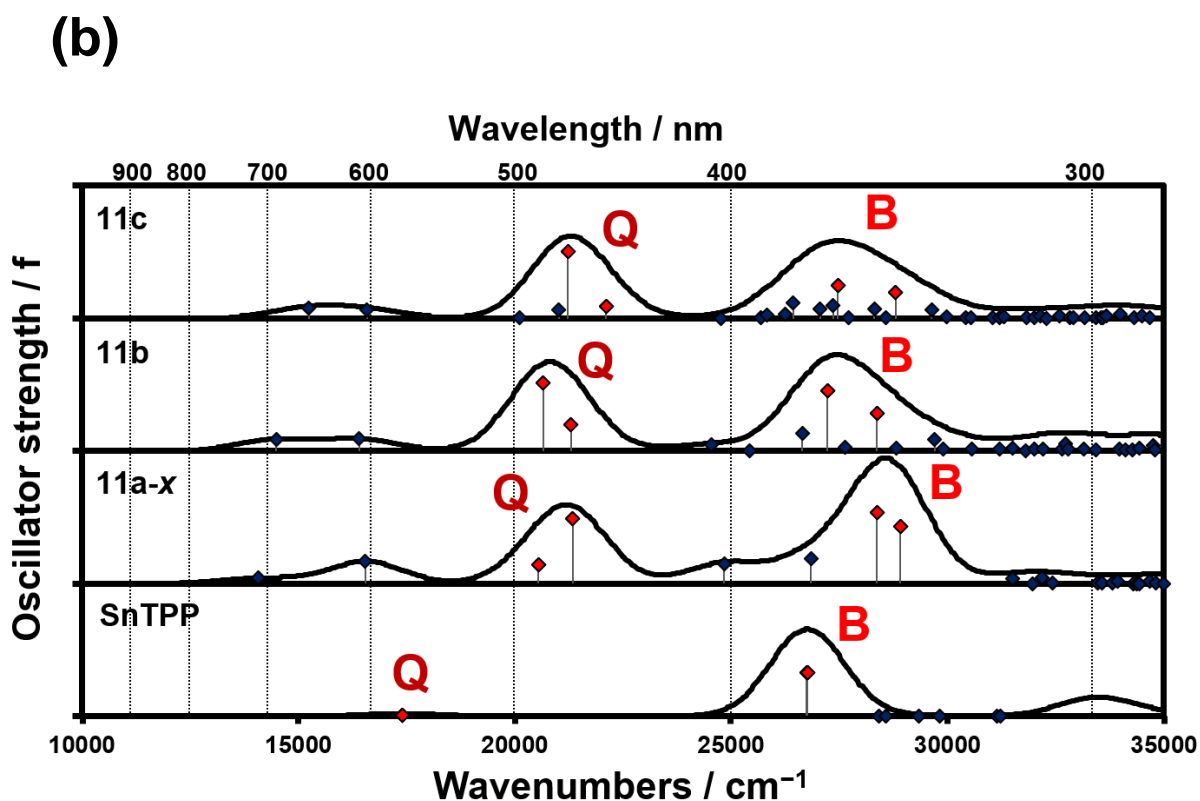 (b)
Wavelength / nm
900 800 700 600 500 400 300
11c
Q
B
11b
Q
B
11a-x
Q
B
SnTPP
Q
B
Oscillator strength / f
10000 15000 20000 25000 30000 35000
Wavenumbers / cm⁻¹